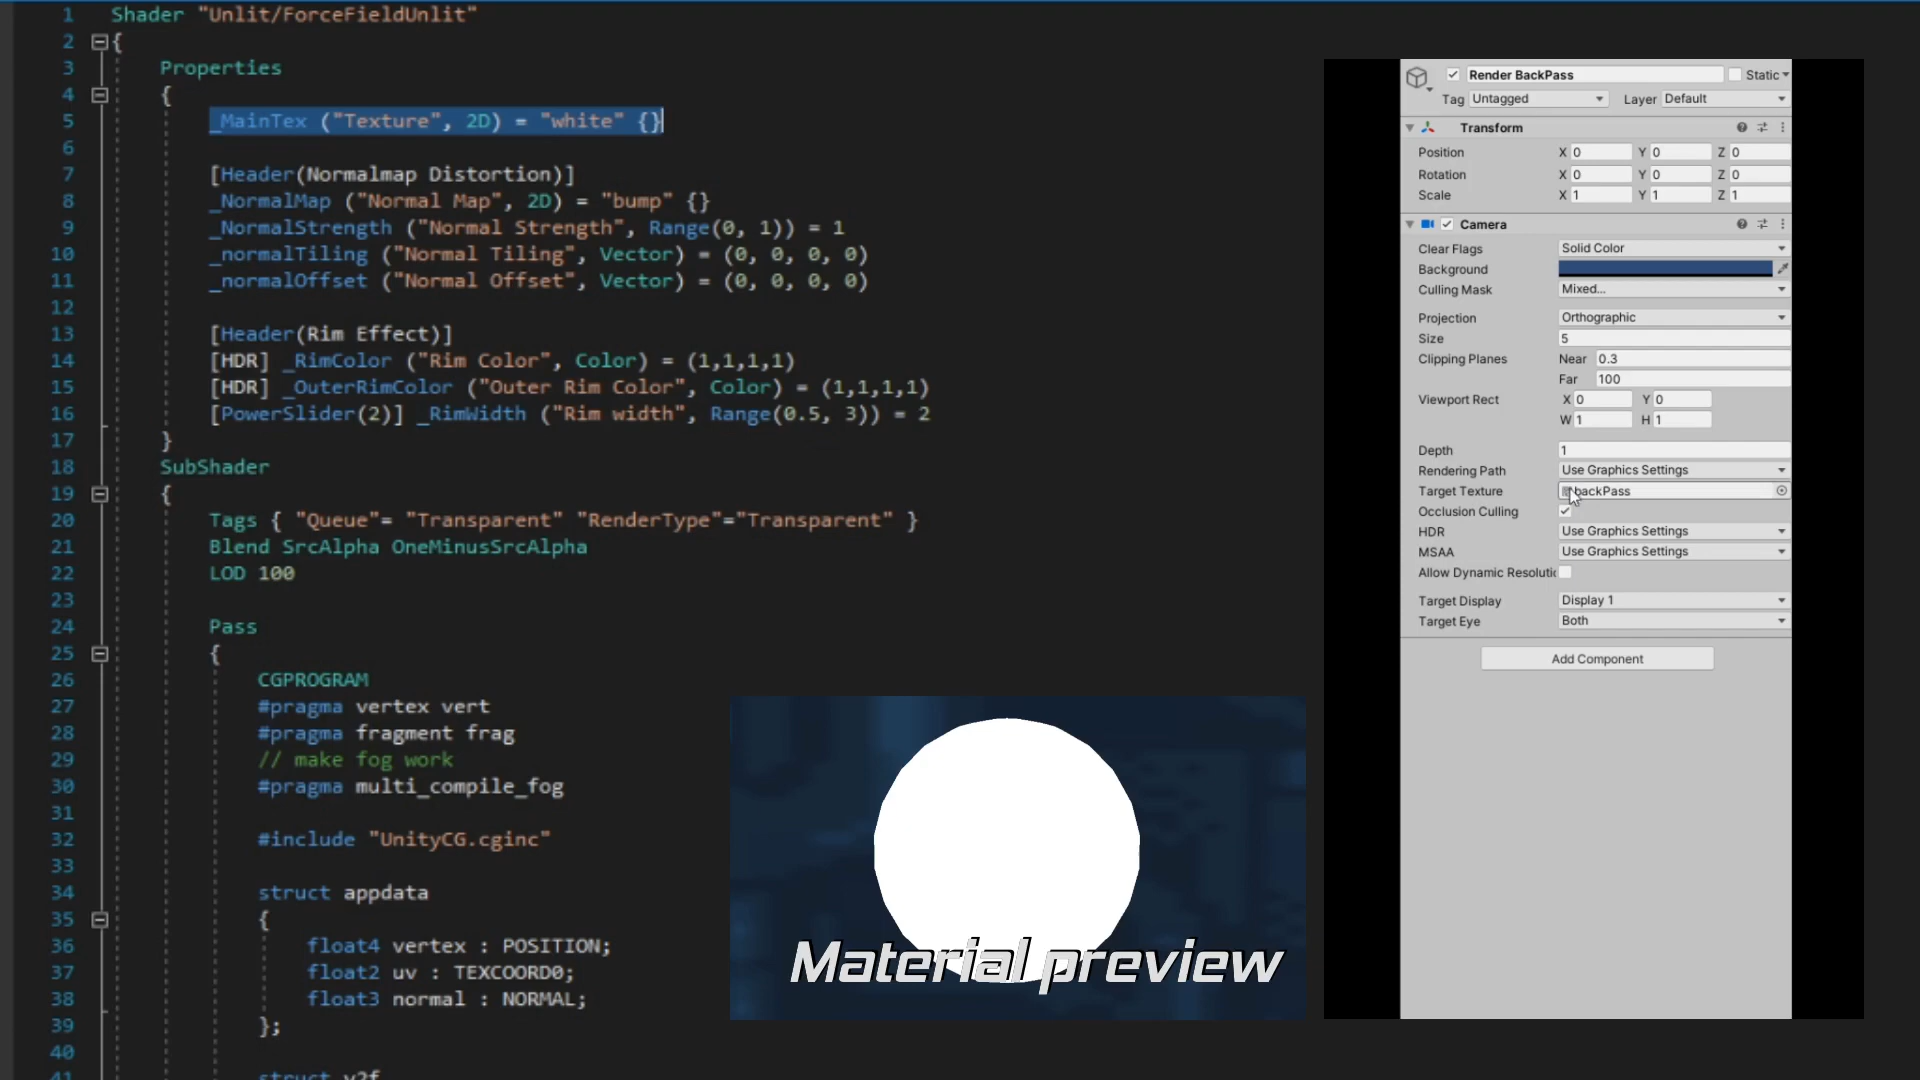 1 Shader "Unlit/ForceFieldUnlit"
2 {
3 Properties
4 {
5 _MainTex ("Texture", 2D) = "white" {}
6
7 [Header(Normalmap Distortion)]
8 _NormalMap ("Normal Map", 2D) = "bump" {}
9 _NormalStrength ("Normal Strength", Range(0, 1)) = 1
10 _normalTiling ("Normal Tiling", Vector) = (0, 0, 0, 0)
11 _normalOffset ("Normal Offset", Vector) = (0, 0, 0, 0)
12
13 [Header(Rim Effect)]
14 [HDR] _RimColor ("Rim Color", Color) = (1,1,1,1)
15 [HDR] _OuterRimColor ("Outer Rim Color", Color) = (1,1,1,1)
16 [PowerSlider(2)] _RimWidth ("Rim width", Range(0.5, 3)) = 2
17 }
18 SubShader
19 {
20 Tags { "Queue"= "Transparent" "RenderType"="Transparent" }
21 Blend SrcAlpha OneMinusSrcAlpha
22 LOD 100
23
24 Pass
25 {
26 CGPROGRAM
27 #pragma vertex vert
28 #pragma fragment frag
29 // make fog work
30 #pragma multi_compile_fog
31
32 #include "UnityCG.cginc"
33
34 struct appdata
35 {
36 float4 vertex : POSITION;
37 float2 uv : TEXCOORD0;
38 float3 normal : NORMAL;
39 };
40
41 struct v2f
Material preview
Render BackPass Static
Tag Untagged Layer Default
Transform
Position X 0 Y 0 Z 0
Rotation X 0 Y 0 Z 0
Scale X 1 Y 1 Z 1
Camera
Clear Flags Solid Color
Background
Culling Mask Mixed...
Projection Orthographic
Size 5
Clipping Planes Near 0.3
Far 100
Viewport Rect X 0 Y 0
W 1 H 1
Depth 1
Rendering Path Use Graphics Settings
Target Texture backPass
Occlusion Culling
HDR Use Graphics Settings
MSAA Use Graphics Settings
Allow Dynamic Resolutic
Target Display Display 1
Target Eye Both
Add Component